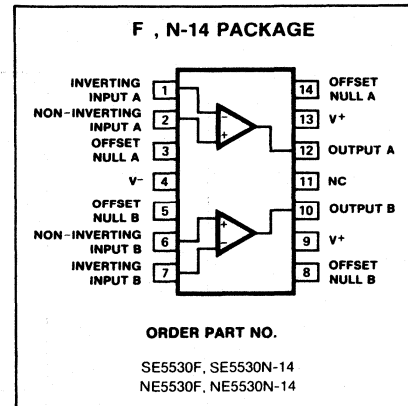 F , N-14 PACKAGE
INVERTING
INPUT A
1
NON-INVERTING
INPUT A
2
OFFSET
NULL A
3
V-
4
OFFSET
NULL B
5
NON-INVERTING
INPUT B
6
INVERTING
INPUT B
7
-
+
+
-
14
OFFSET
NULL A
13
V+
12
OUTPUT A
11
NC
10
OUTPUT B
9
V+
8
OFFSET
NULL B
ORDER PART NO.
SE5530F, SE5530N-14
NE5530F, NE5530N-14